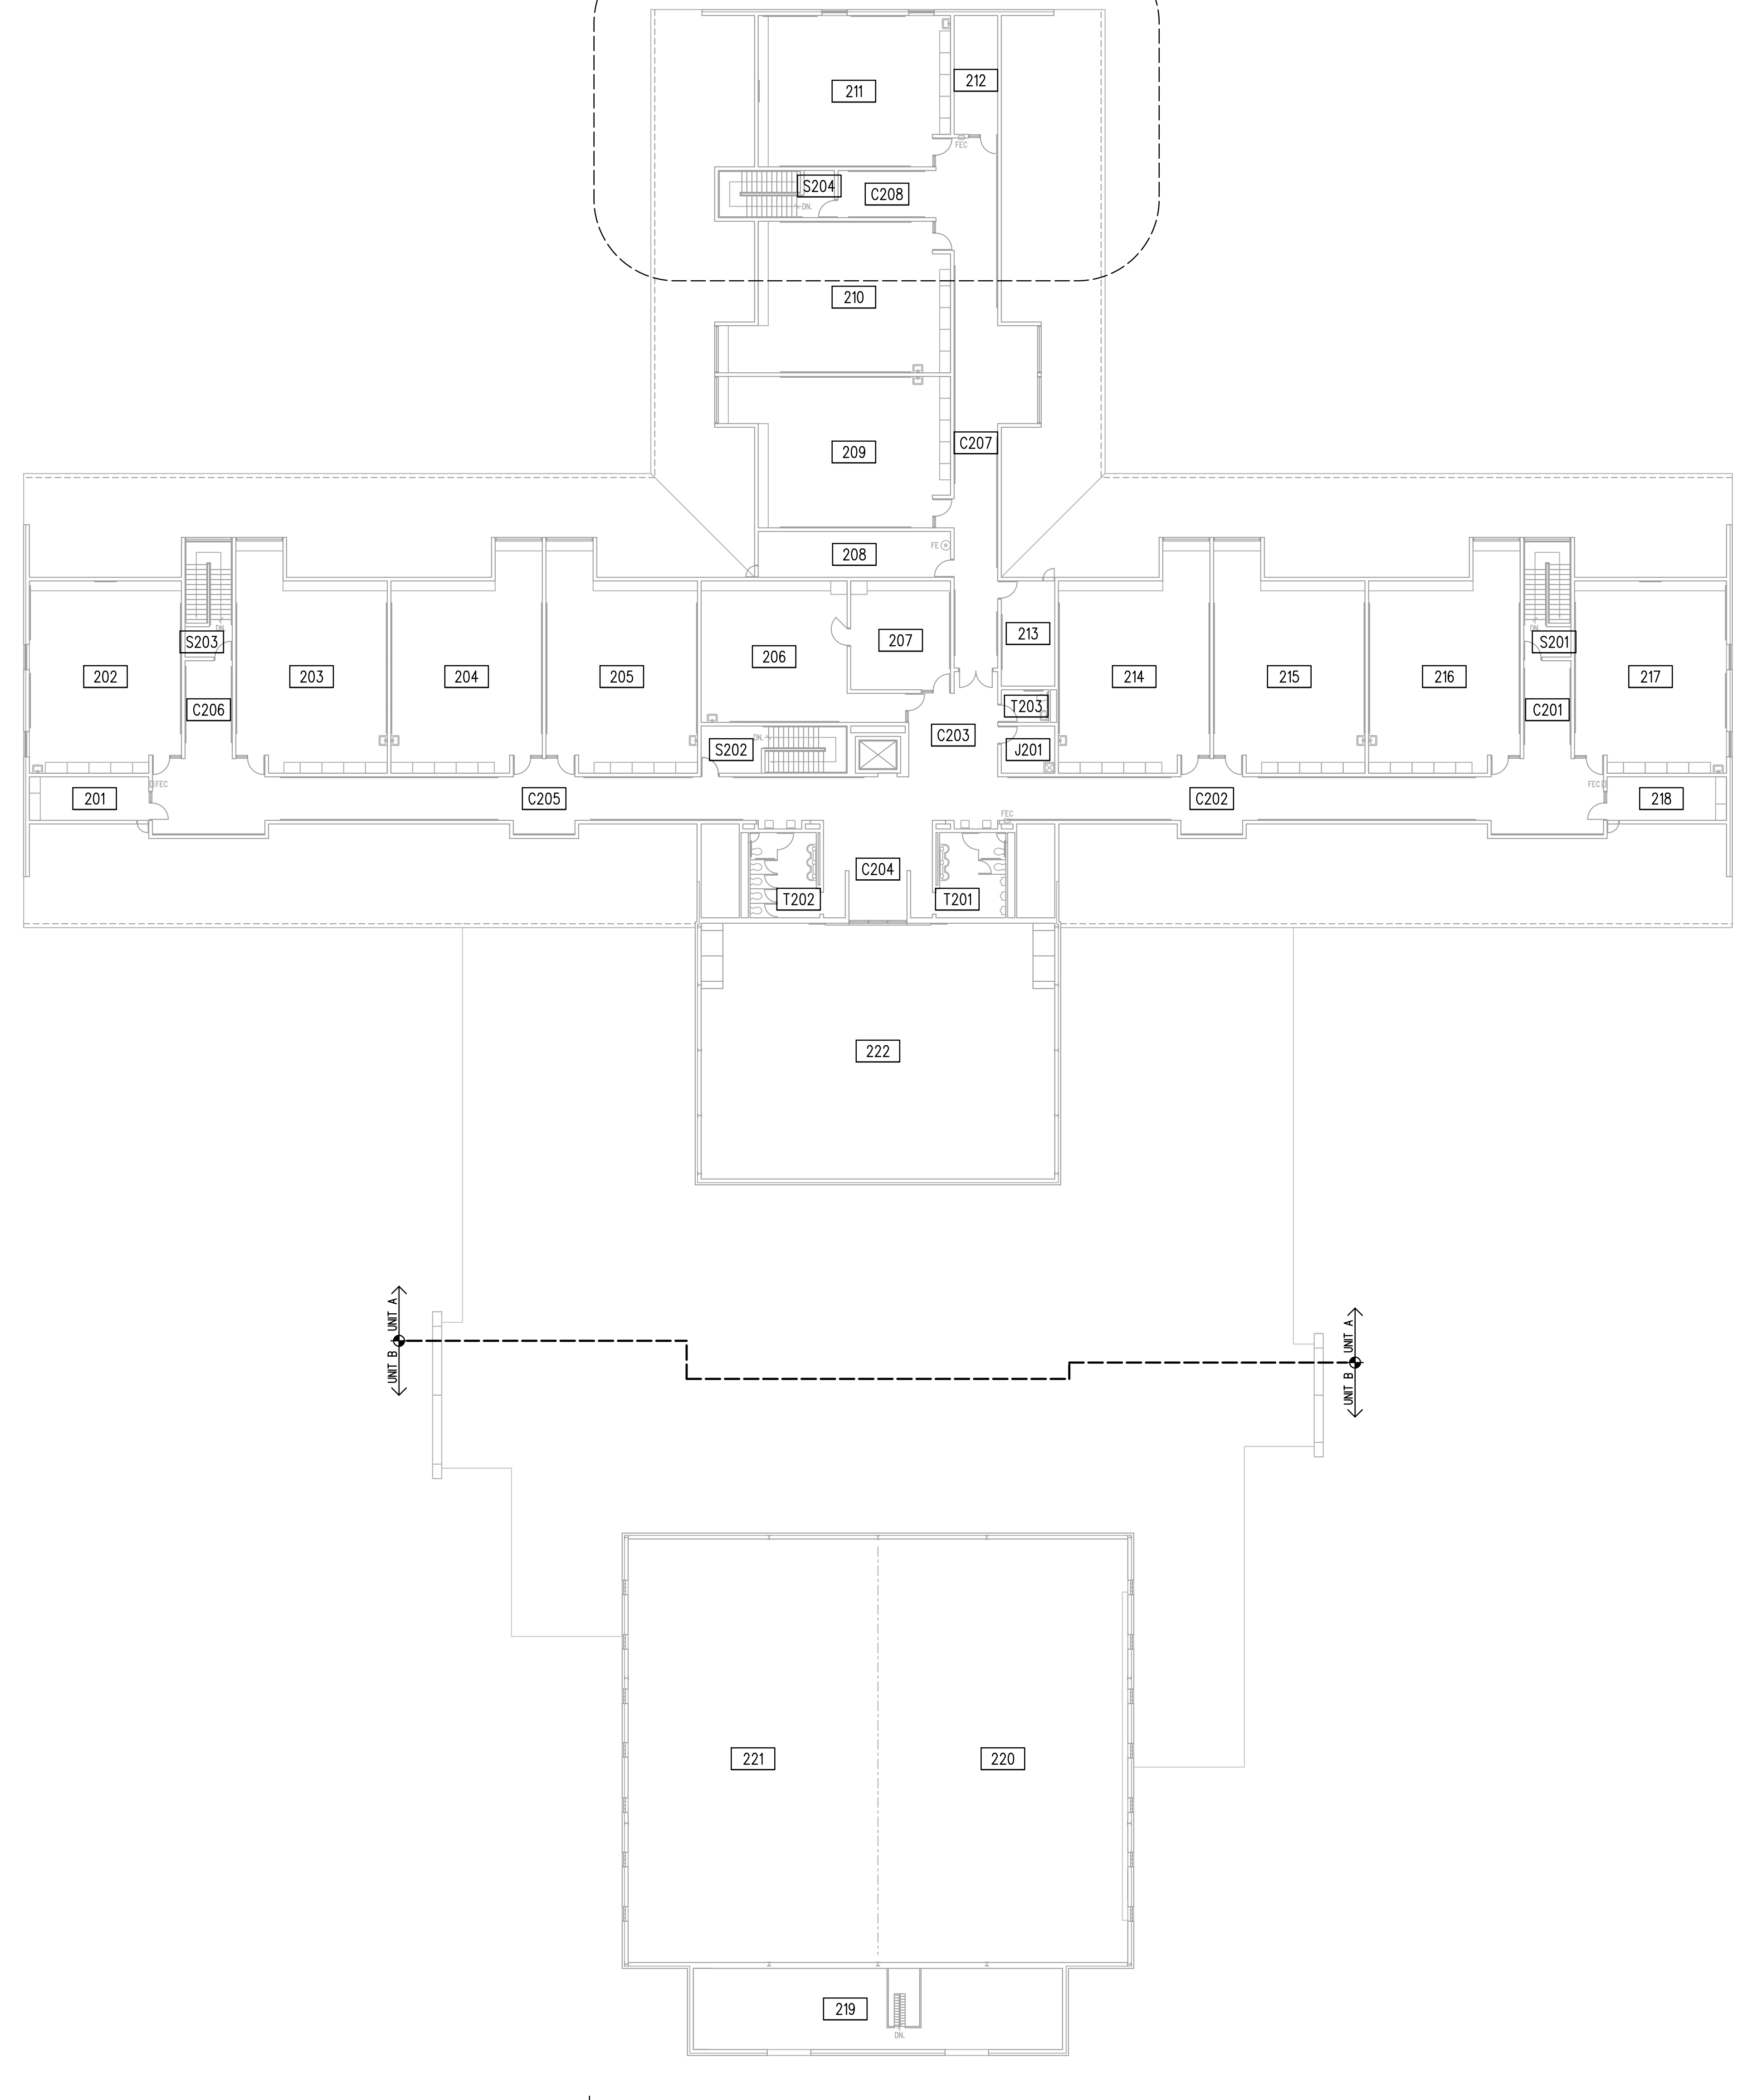 211
212
FEC
S204
C208
DN.
210
C207
209
208
FE
DN.
S203
213
DN.
S201
206
207
202
203
204
205
214
215
216
217
C206
T203
C201
DN.
S202
C203
J201
FEC
FEC
201
C205
C202
218
FEC
C204
T202
T201
222
UNIT A
UNIT B
UNIT A
UNIT B
221
220
219
DN.